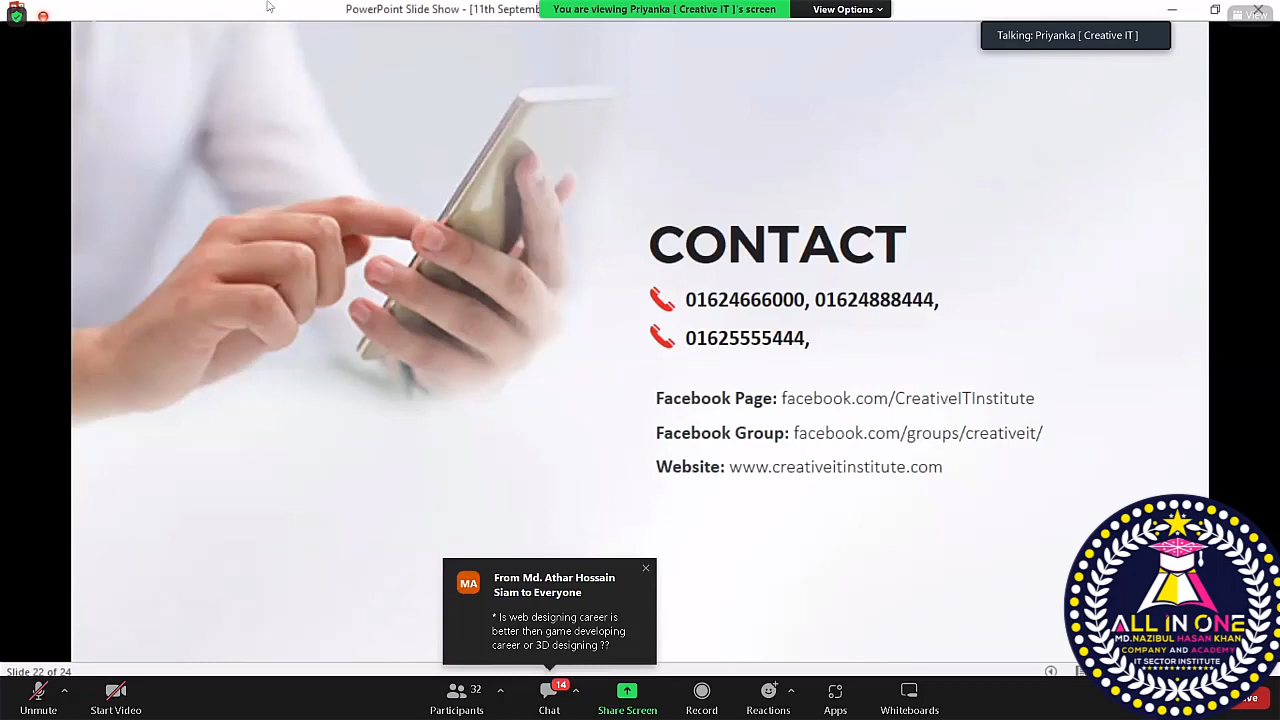 PowerPoint Slide Show - [11th Septemb
You are viewing Priyanka [ Creative IT ]'s screen
View Options
View
Talking: Priyanka [ Creative IT ]
CONTACT
01624666000, 01624888444,
01625555444,
Facebook Page: facebook.com/CreativeITInstitute
Facebook Group: facebook.com/groups/creativeit/
Website: www.creativeitinstitute.com
MA
From Md. Athar Hossain
Siam to Everyone
* Is web designing career is
better then game developing
career or 3D designing ??
ALL IN ONE
MD.NAZIBUL HASAN KHAN
COMPANY AND ACADEMY
IT SECTOR INSTITUTE
Slide 22 of 24
32
14
Unmute
Start Video
Participants
Chat
Share Screen
Record
Reactions
Apps
Whiteboards